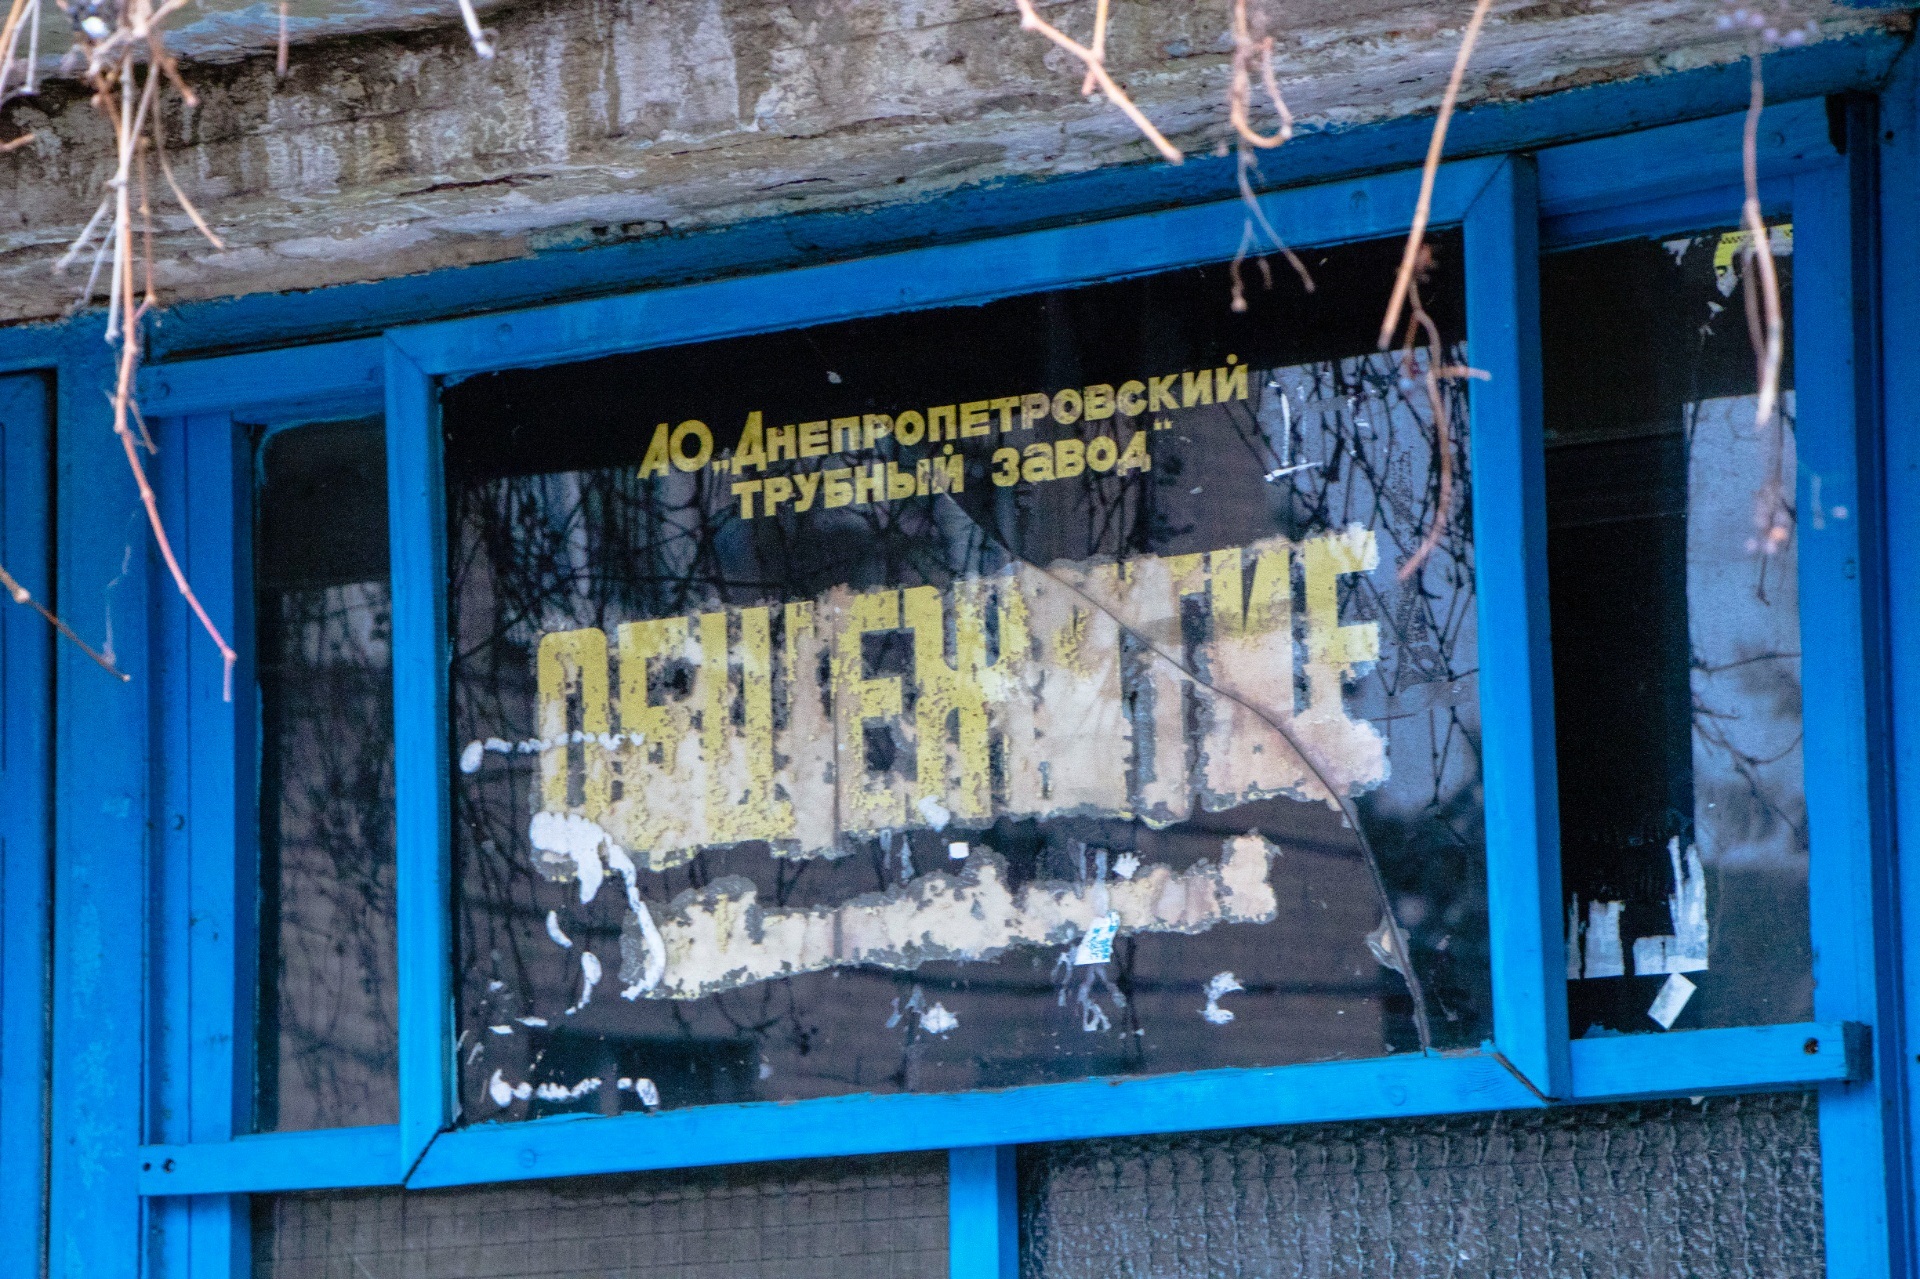 АО „Днепропетровский
трубный завод“
ОБЩЕЖИТИЕ